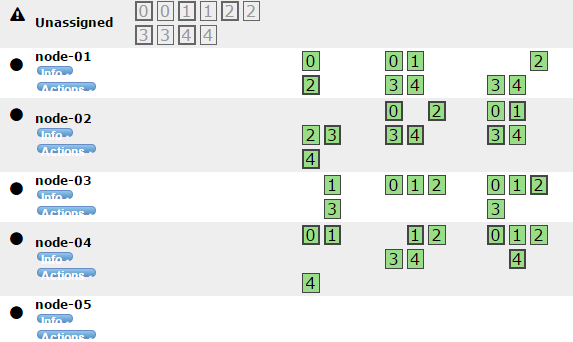 Unassigned 0 0 1 1 2 2
3 3 4 4
node-01 0 0 1 2
Info
2 3 4 3 4
Actions
node-02 0 2 0 1
Info
2 3 3 4 3 4
Actions
4
node-03 1 0 1 2 0 1 2
Info
3 3
Actions
node-04 0 1 1 2 0 1 2
Info
3 4 4
Actions
4
node-05
Info
Actions